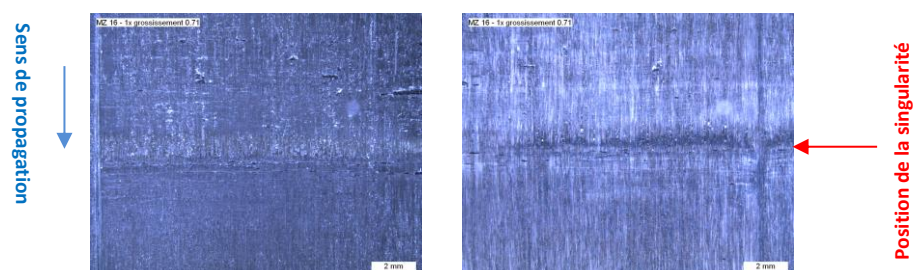 Sens de propagation
MZ 16 - 1x grossissement 0.71
2 mm
MZ 16 - 1x grossissement 0.71
2 mm
Position de la singularité